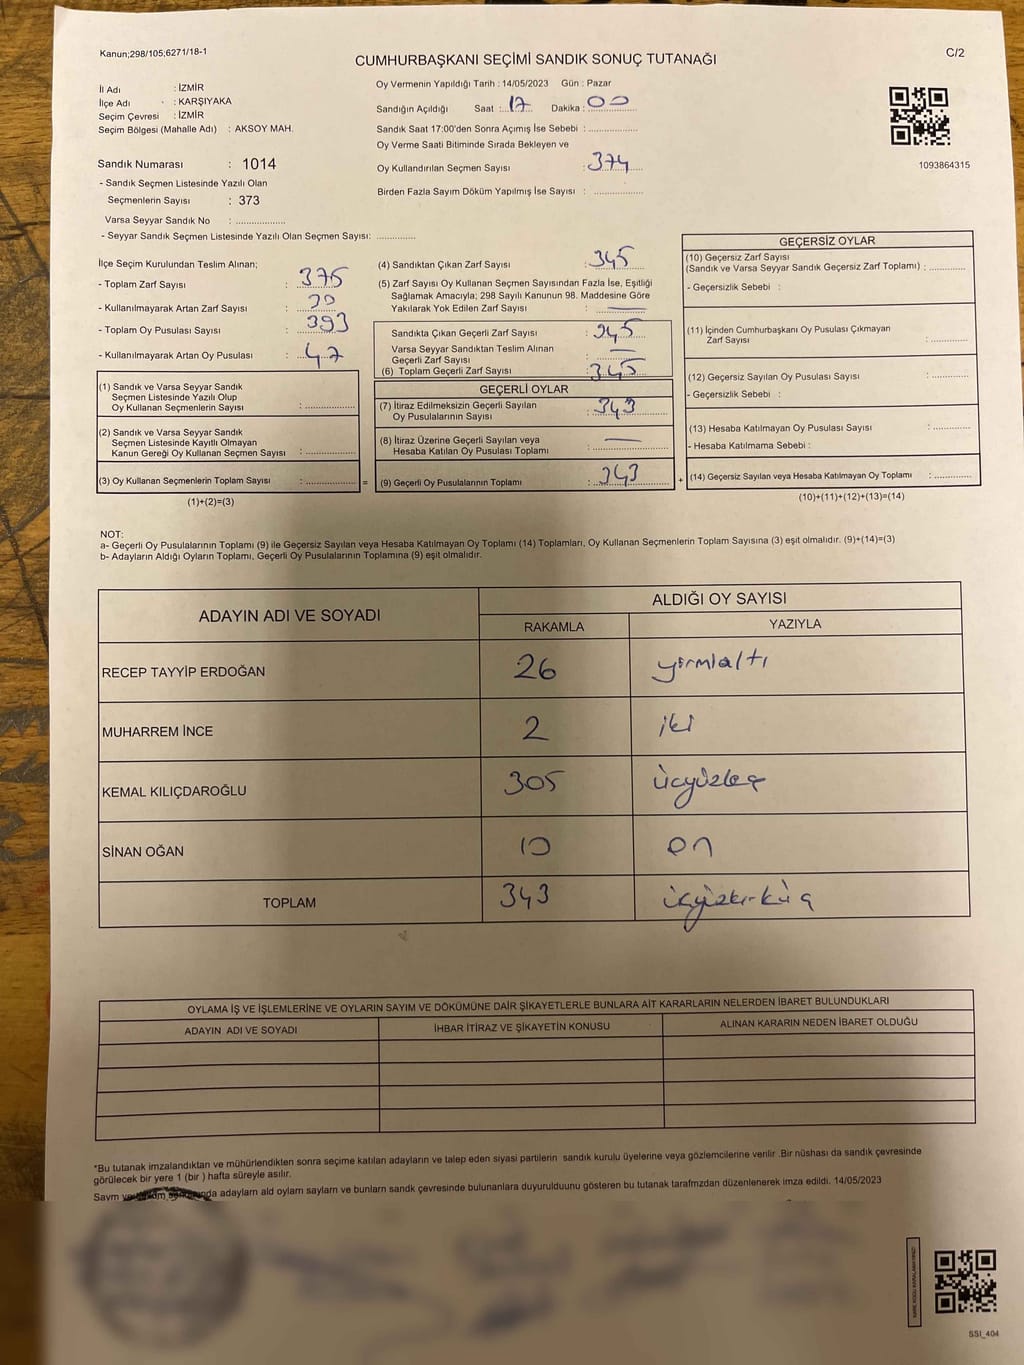 Kanun;298/105;6271/18-1
CUMHURBAŞKANI SEÇİMİ SANDIK SONUÇ TUTANAĞI
C/2
İl Adı : İZMİR
İlçe Adı : KARŞIYAKA
Seçim Çevresi : İZMİR
Seçim Bölgesi (Mahalle Adı) : AKSOY MAH.
Sandık Numarası : 1014
- Sandık Seçmen Listesinde Yazılı Olan
Seçmenlerin Sayısı : 373
Varsa Seyyar Sandık No : ..................
- Seyyar Sandık Seçmen Listesinde Yazılı Olan Seçmen Sayısı: ..............
Oy Vermenin Yapıldığı Tarih : 14/05/2023 Gün : Pazar
Sandığın Açıldığı Saat : 17 Dakika : 00
Sandık Saat 17:00'den Sonra Açımış İse Sebebi : ..................
Oy Verme Saati Bitiminde Sırada Bekleyen ve
Oy Kullandırılan Seçmen Sayısı : 374
Birden Fazla Sayım Döküm Yapılmış İse Sayısı : ..................
1093864315
İlçe Seçim Kurulundan Teslim Alınan;
- Toplam Zarf Sayısı : 375
- Kullanılmayarak Artan Zarf Sayısı : 30
- Toplam Oy Pusulası Sayısı : 393
- Kullanılmayarak Artan Oy Pusulası : 47
(1) Sandık ve Varsa Seyyar Sandık
Seçmen Listesinde Yazılı Olup
Oy Kullanan Seçmenlerin Sayısı : ..................
(2) Sandık ve Varsa Seyyar Sandık
Seçmen Listesinde Kayıtlı Olmayan
Kanun Gereği Oy Kullanan Seçmen Sayısı : ..................
(3) Oy Kullanan Seçmenlerin Toplam Sayısı : .................. =
(1)+(2)=(3)
(4) Sandıktan Çıkan Zarf Sayısı : 345
(5) Zarf Sayısı Oy Kullanan Seçmen Sayısından Fazla İse, Eşitliği
Sağlamak Amacıyla; 298 Sayılı Kanunun 98. Maddesine Göre
Yakılarak Yok Edilen Zarf Sayısı : —
Sandıkta Çıkan Geçerli Zarf Sayısı : 345
Varsa Seyyar Sandıktan Teslim Alınan
Geçerli Zarf Sayısı : —
(6) Toplam Geçerli Zarf Sayısı : 345
GEÇERLİ OYLAR
(7) İtiraz Edilmeksizin Geçerli Sayılan
Oy Pusulalarının Sayısı : 343
(8) İtiraz Üzerine Geçerli Sayılan veya
Hesaba Katılan Oy Pusulası Toplamı : —
(9) Geçerli Oy Pusulalarının Toplamı : 343 +
GEÇERSİZ OYLAR
(10) Geçersiz Zarf Sayısı
(Sandık ve Varsa Seyyar Sandık Geçersiz Zarf Toplamı) : ..............
- Geçersizlik Sebebi :
(11) İçinden Cumhurbaşkanı Oy Pusulası Çıkmayan
Zarf Sayısı : ..............
(12) Geçersiz Sayılan Oy Pusulası Sayısı : ..............
- Geçersizlik Sebebi :
(13) Hesaba Katılmayan Oy Pusulası Sayısı : ..............
- Hesaba Katılmama Sebebi :
(14) Geçersiz Sayılan veya Hesaba Katılmayan Oy Toplamı : ..............
(10)+(11)+(12)+(13)=(14)
NOT:
a- Geçerli Oy Pusulalarının Toplamı (9) ile Geçersiz Sayılan veya Hesaba Katılmayan Oy Toplamı (14) Toplamları, Oy Kullanan Seçmenlerin Toplam Sayısına (3) eşit olmalıdır. (9)+(14)=(3)
b- Adayların Aldığı Oyların Toplamı, Geçerli Oy Pusulalarının Toplamına (9) eşit olmalıdır.
ADAYIN ADI VE SOYADI
ALDIĞI OY SAYISI
RAKAMLA YAZIYLA
RECEP TAYYİP ERDOĞAN 26 yirmialtı
MUHARREM İNCE 2 iki
KEMAL KILIÇDAROĞLU 305 üçyüzbeş
SİNAN OĞAN 10 on
TOPLAM 343
OYLAMA İŞ VE İŞLEMLERİNE VE OYLARIN SAYIM VE DÖKÜMÜNE DAİR ŞİKAYETLERLE BUNLARA AİT KARARLARIN NELERDEN İBARET BULUNDUKLARI
ADAYIN ADI VE SOYADI İHBAR İTİRAZ VE ŞİKAYETİN KONUSU ALINAN KARARIN NEDEN İBARET OLDUĞU
*Bu tutanak imzalandıktan ve mühürlendikten sonra seçime katılan adayların ve talep eden siyasi partilerin sandık kurulu üyelerine veya gözlemcilerine verilir .Bir nüshası da sandık çevresinde
görülecek bir yere 1 (bir ) hafta süreyle asılır.
Sayım adaylarn ald oylarn saylarn ve bunlarn sandk çevresinde bulunanlara duyurulduunu gösteren bu tutanak tarafmzdan düzenlenerek imza edildi. 14/05/2023
SSI_404